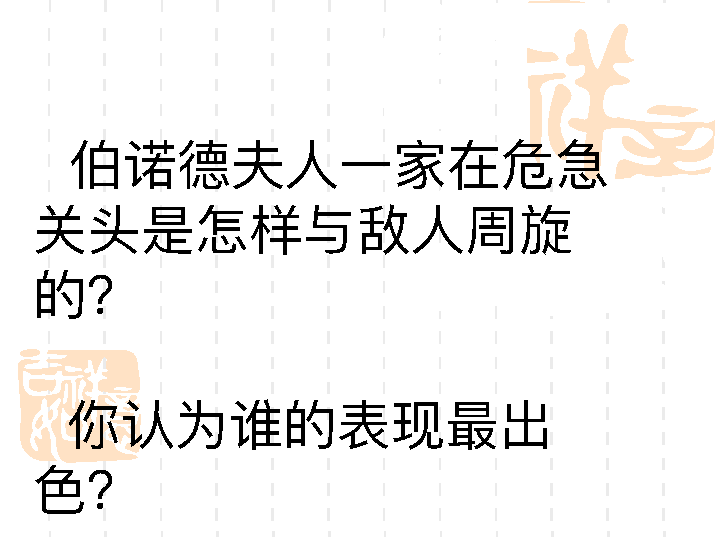 伯诺德夫人一家在危急
关头是怎样与敌人周旋
的？
你认为谁的表现最出
色？